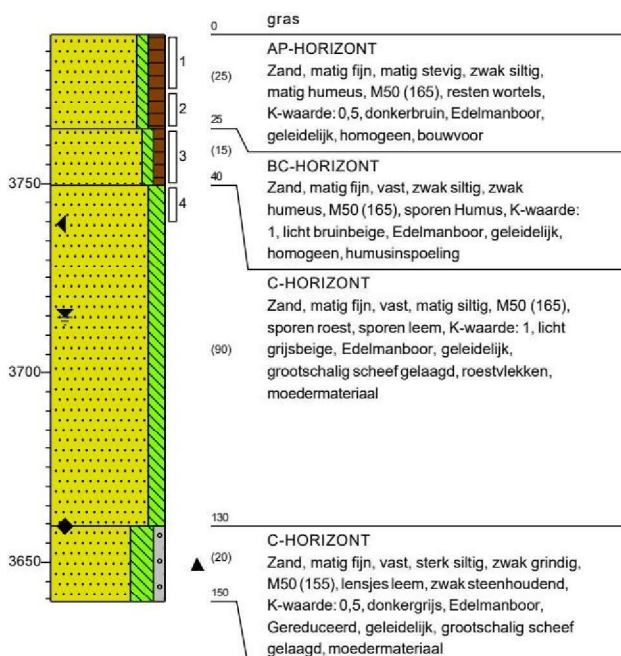 0
gras
AP-HORIZONT
Zand, matig fijn, matig stevig, zwak siltig,
matig humeus, M50 (165), resten wortels,
K-waarde: 0,5, donkerbruin, Edelmanboor,
geleidelijk, homogeen, bouwvoor
1
(25)
2
25
3
(15)
BC-HORIZONT
Zand, matig fijn, vast, zwak siltig, zwak
humeus, M50 (165), sporen Humus, K-waarde:
1, licht bruinbeige, Edelmanboor, geleidelijk,
homogeen, humusinspoeling
3750
40
4
C-HORIZONT
Zand, matig fijn, vast, matig siltig, M50 (165),
sporen roest, sporen leem, K-waarde: 1, licht
grijsbeige, Edelmanboor, geleidelijk,
grootschalig scheef gelaagd, roestvlekken,
moedermateriaal
(90)
3700
130
C-HORIZONT
Zand, matig fijn, vast, sterk siltig, zwak grindig,
M50 (155), lensjes leem, zwak steenhoudend,
K-waarde: 0,5, donkergrijs, Edelmanboor,
Gereduceerd, geleidelijk, grootschalig scheef
gelaagd, moedermateriaal
3650
(20)
150